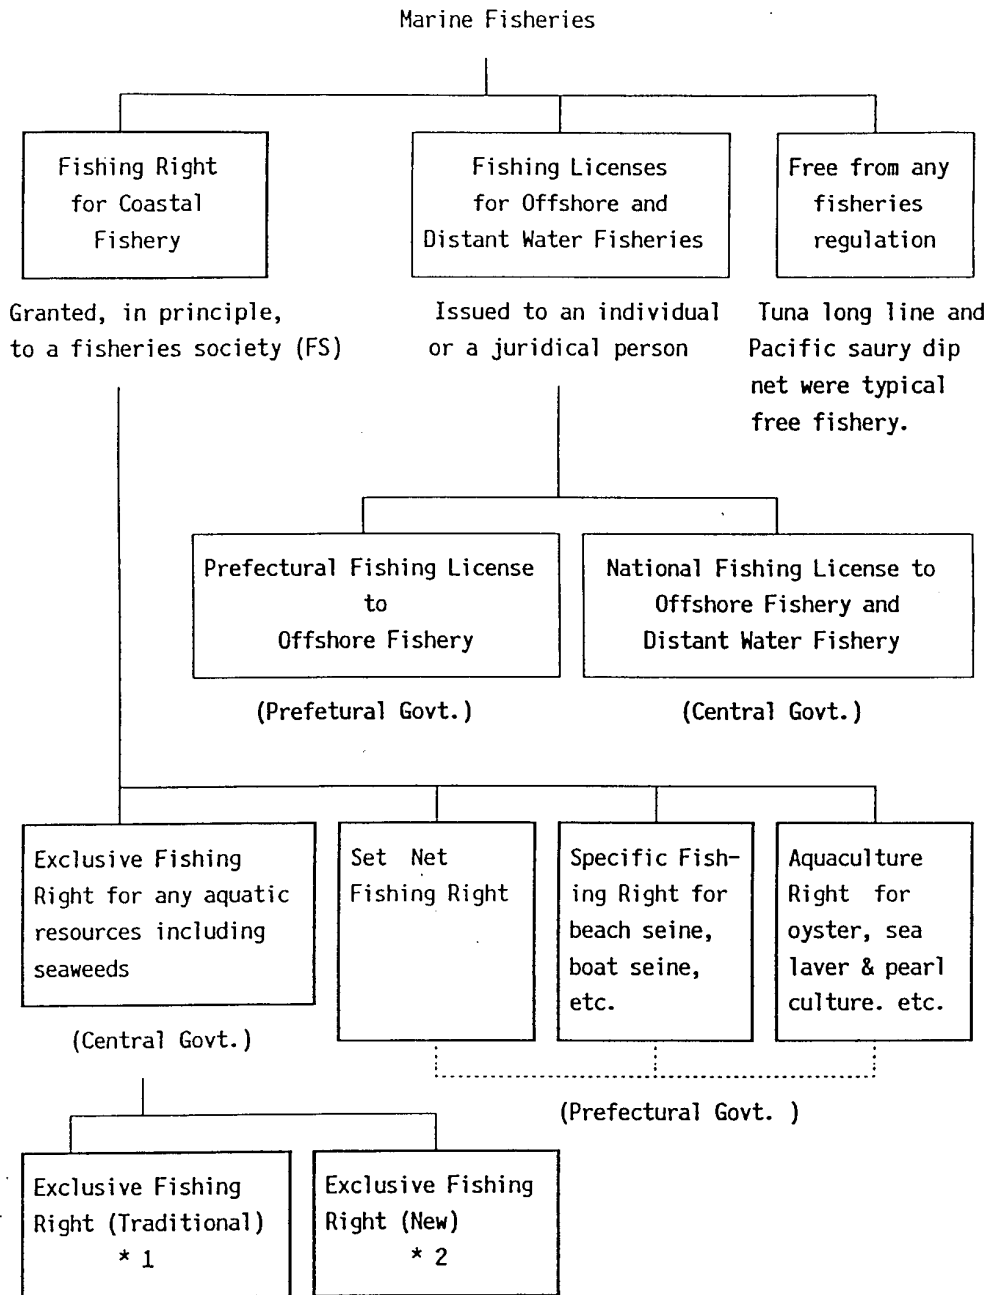 Marine Fisheries
Fishing Right
for Coastal
Fishery
Fishing Licenses
for Offshore and
Distant Water Fisheries
Free from any
fisheries
regulation
Granted, in principle,
to a fisheries society (FS)
Issued to an individual
or a juridical person
Tuna long line and
Pacific saury dip
net were typical
free fishery.
Prefectural Fishing License
to
Offshore Fishery
National Fishing License to
Offshore Fishery and
Distant Water Fishery
(Prefetural Govt.)
(Central Govt.)
Exclusive Fishing
Right for any aquatic
resources including
seaweeds
Set Net
Fishing Right
Specific Fish-
ing Right for
beach seine,
boat seine,
etc.
Aquaculture
Right for
oyster, sea
laver & pearl
culture. etc.
(Central Govt.)
(Prefectural Govt. )
Exclusive Fishing
Right (Traditional)
* 1
Exclusive Fishing
Right (New)
* 2